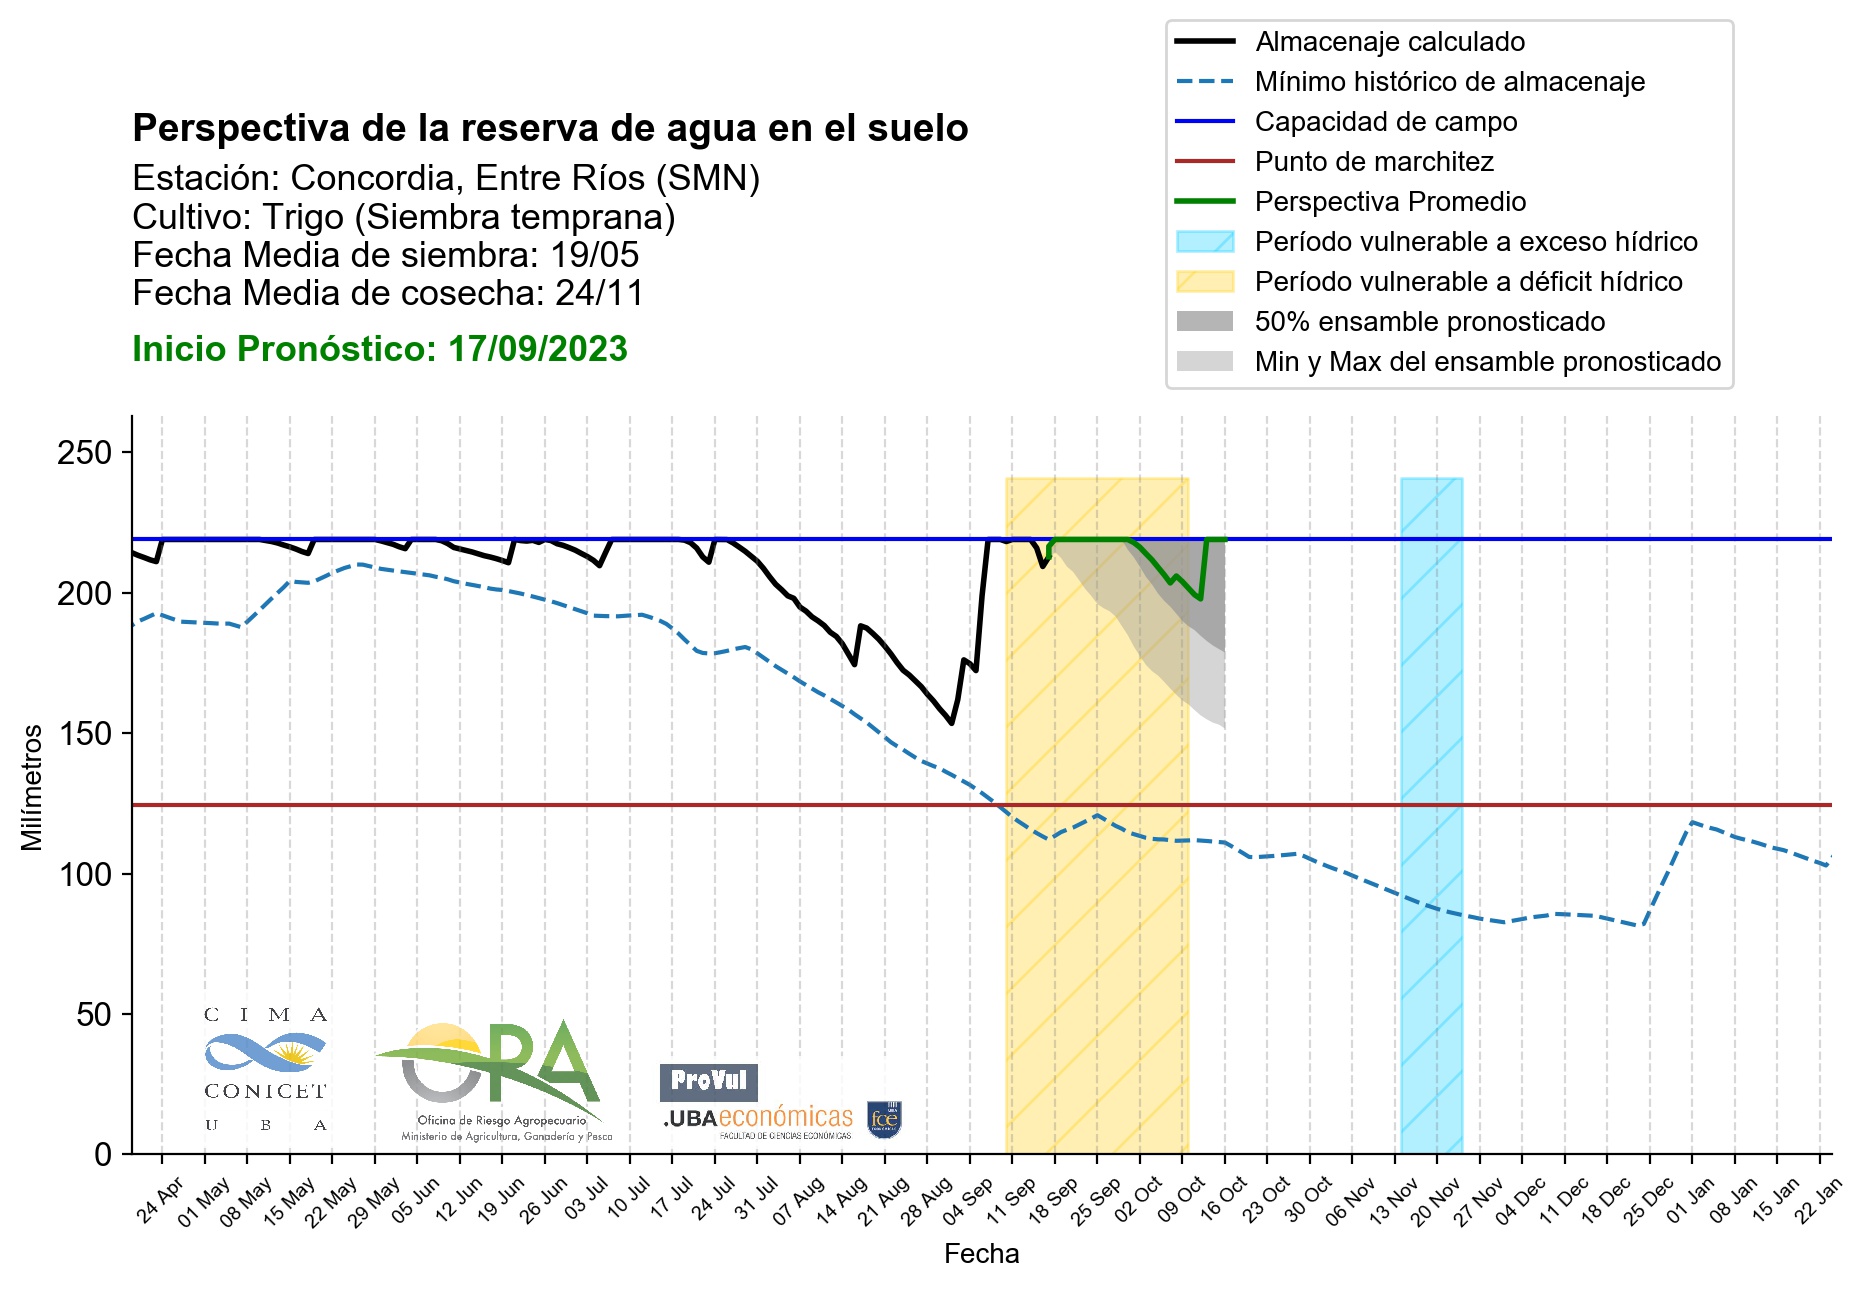 Almacenaje calculado
Mínimo histórico de almacenaje
Capacidad de campo
Punto de marchitez
Perspectiva Promedio
Período vulnerable a exceso hídrico
Período vulnerable a déficit hídrico
50% ensamble pronosticado
Min y Max del ensamble pronosticado
Perspectiva de la reserva de agua en el suelo
Estación: Concordia, Entre Ríos (SMN)
Cultivo: Trigo (Siembra temprana)
Fecha Media de siembra: 19/05
Fecha Media de cosecha: 24/11
Inicio Pronóstico: 17/09/2023
250
200
150
100
50
0
Milímetros
C I M A
CONICET
U B A
ORA
Oficina de Riesgo Agropecuario
Ministerio de Agricultura, Ganadería y Pesca
ProVul
.UBAeconómicas
FACULTAD DE CIENCIAS ECONÓMICAS
UBA
fce
ECONÓMICAS
24 Apr
01 May
08 May
15 May
22 May
29 May
05 Jun
12 Jun
19 Jun
26 Jun
03 Jul
10 Jul
17 Jul
24 Jul
31 Jul
07 Aug
14 Aug
21 Aug
28 Aug
04 Sep
11 Sep
18 Sep
25 Sep
02 Oct
09 Oct
16 Oct
23 Oct
30 Oct
06 Nov
13 Nov
20 Nov
27 Nov
04 Dec
11 Dec
18 Dec
25 Dec
01 Jan
08 Jan
15 Jan
22 Jan
Fecha